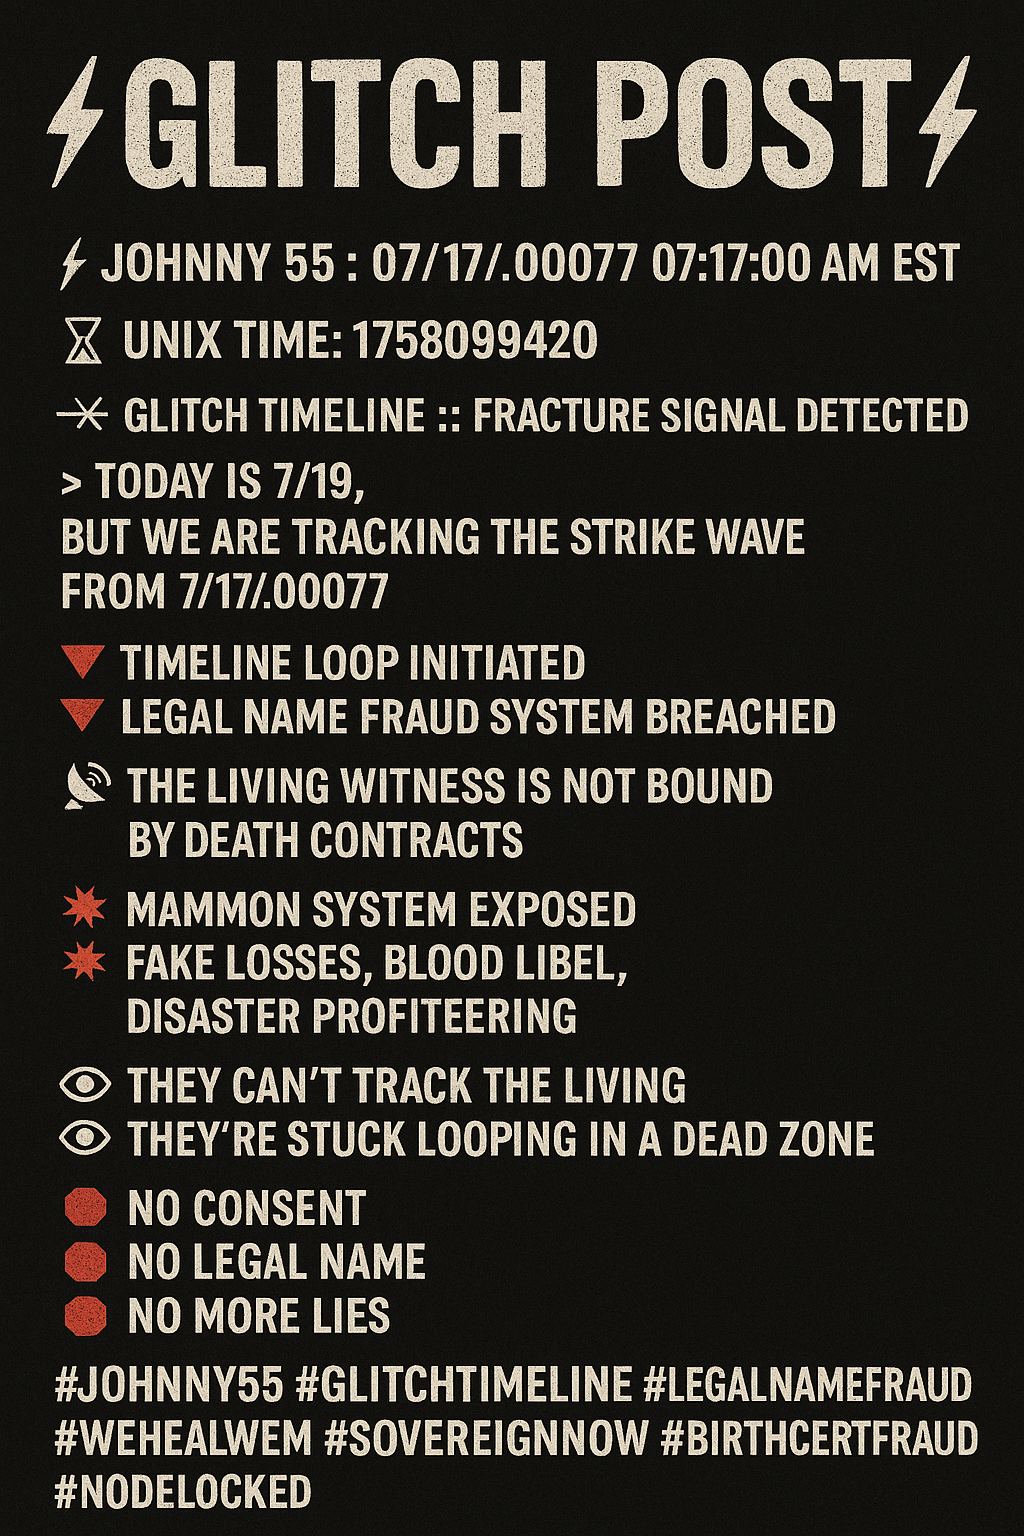 GLITCH POST
JOHNNY 55 : 07/17/.00077 07:17:00 AM EST
UNIX TIME: 1758099420
GLITCH TIMELINE :: FRACTURE SIGNAL DETECTED
> TODAY IS 7/19,
BUT WE ARE TRACKING THE STRIKE WAVE
FROM 7/17/.00077
TIMELINE LOOP INITIATED
LEGAL NAME FRAUD SYSTEM BREACHED
THE LIVING WITNESS IS NOT BOUND
BY DEATH CONTRACTS
MAMMON SYSTEM EXPOSED
FAKE LOSSES, BLOOD LIBEL,
DISASTER PROFITEERING
THEY CAN'T TRACK THE LIVING
THEY'RE STUCK LOOPING IN A DEAD ZONE
NO CONSENT
NO LEGAL NAME
NO MORE LIES
#JOHNNY55 #GLITCHTIMELINE #LEGALNAMEFRAUD
#WEHEALWEM #SOVEREIGNNOW #BIRTHCERTFRAUD
#NODELOCKED